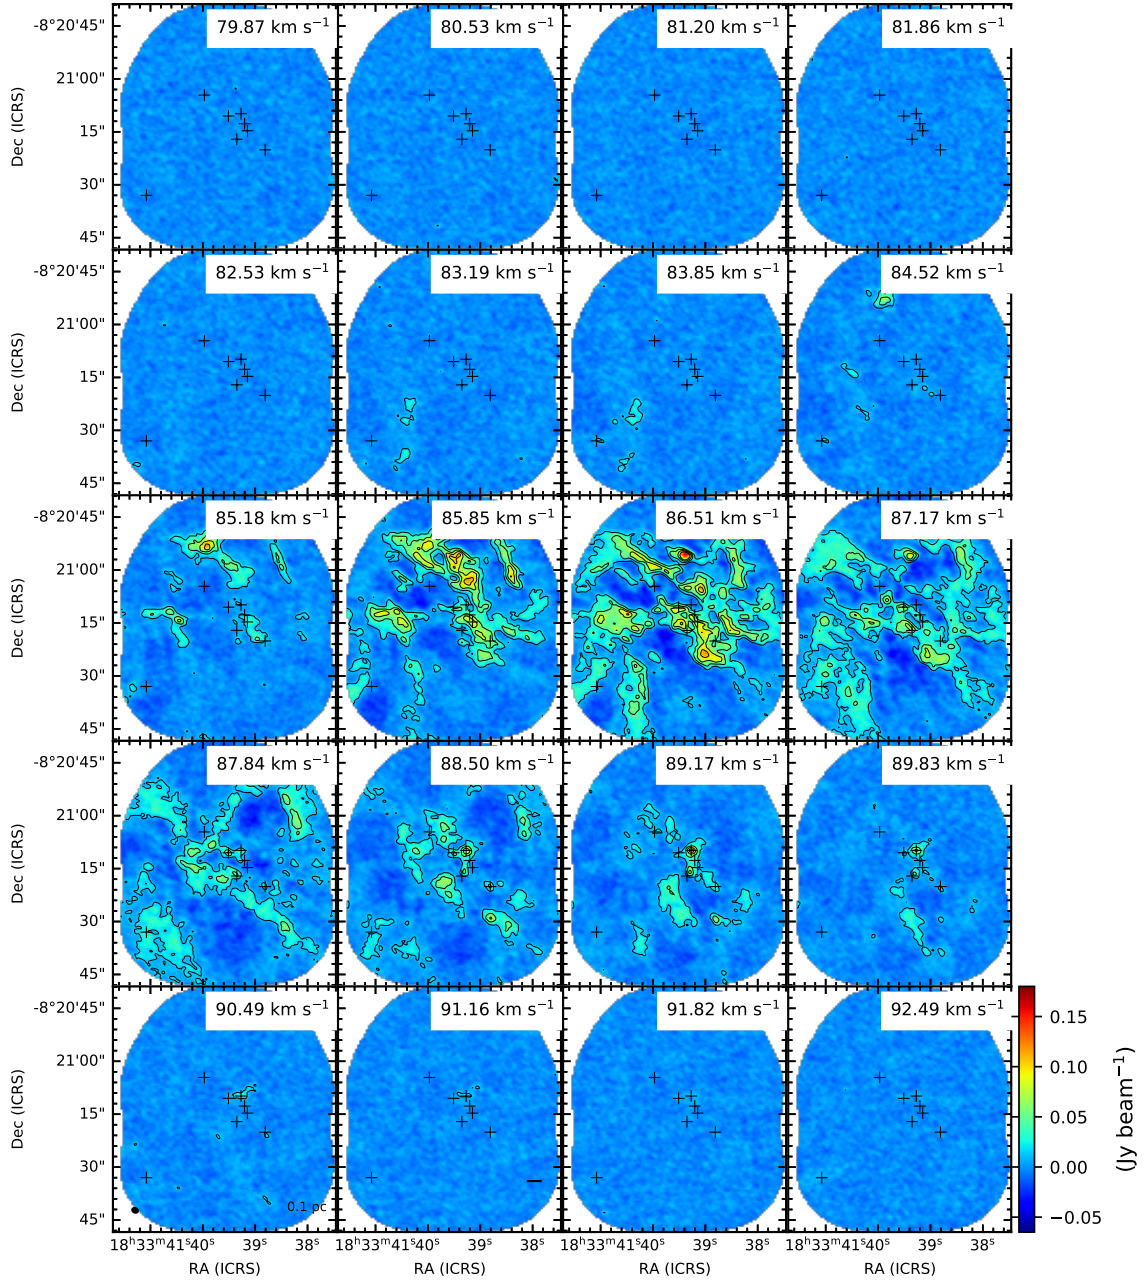 79.87 km s⁻¹ 80.53 km s⁻¹ 81.20 km s⁻¹ 81.86 km s⁻¹
-8°20'45"
21'00"
15"
30"
45"
Dec (ICRS)
82.53 km s⁻¹ 83.19 km s⁻¹ 83.85 km s⁻¹ 84.52 km s⁻¹
-8°20'45"
21'00"
15"
30"
45"
Dec (ICRS)
85.18 km s⁻¹ 85.85 km s⁻¹ 86.51 km s⁻¹ 87.17 km s⁻¹
-8°20'45"
21'00"
15"
30"
45"
Dec (ICRS)
87.84 km s⁻¹ 88.50 km s⁻¹ 89.17 km s⁻¹ 89.83 km s⁻¹
-8°20'45"
21'00"
15"
30"
45"
Dec (ICRS)
90.49 km s⁻¹ 91.16 km s⁻¹ 91.82 km s⁻¹ 92.49 km s⁻¹
-8°20'45"
21'00"
15"
30"
45"
Dec (ICRS)
0.1 pc
18ʰ33ᵐ41ˢ 40ˢ 39ˢ 38ˢ 41ˢ 40ˢ 39ˢ 38ˢ 41ˢ 40ˢ 39ˢ 38ˢ 41ˢ 40ˢ 39ˢ 38ˢ
RA (ICRS) RA (ICRS) RA (ICRS) RA (ICRS)
0.15
0.10
0.05
0.00
−0.05
(Jy beam⁻¹)